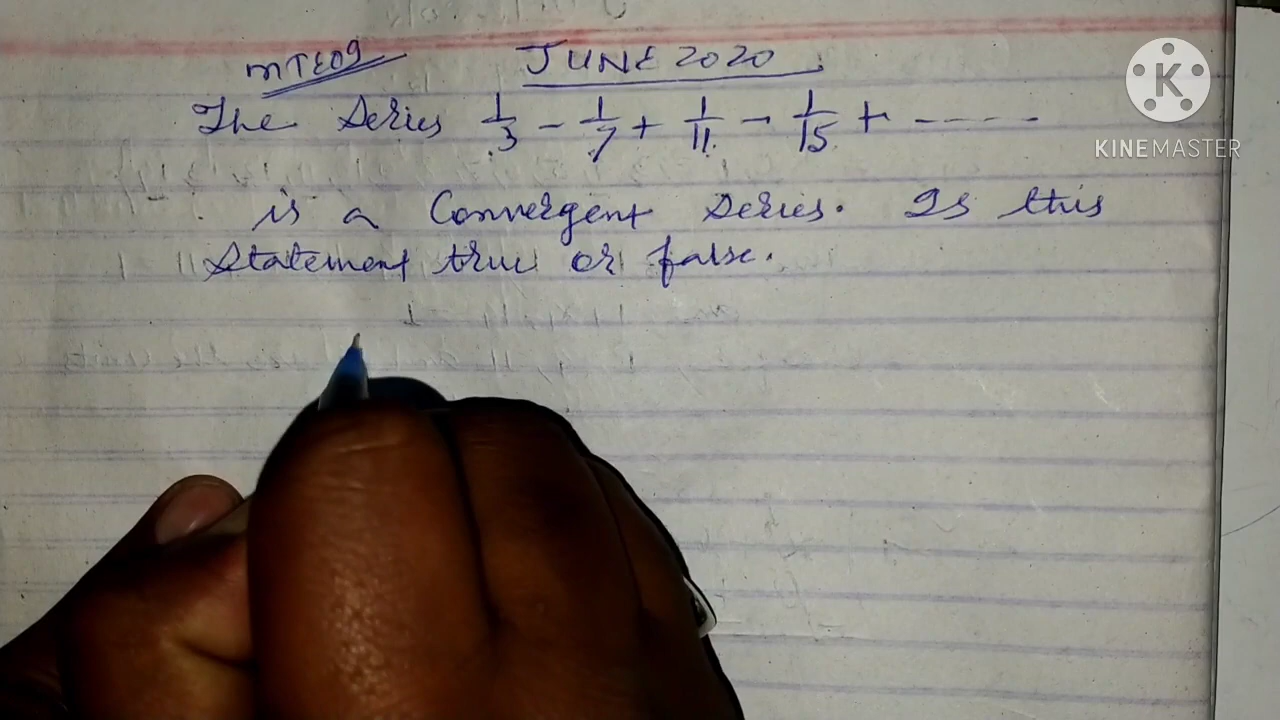 MTE09 JUNE 2020
The Series 1/3 - 1/7 + 1/11 - 1/15 + -----
is a Convergent Series. Is this
Statement true or false.
K
KINEMASTER